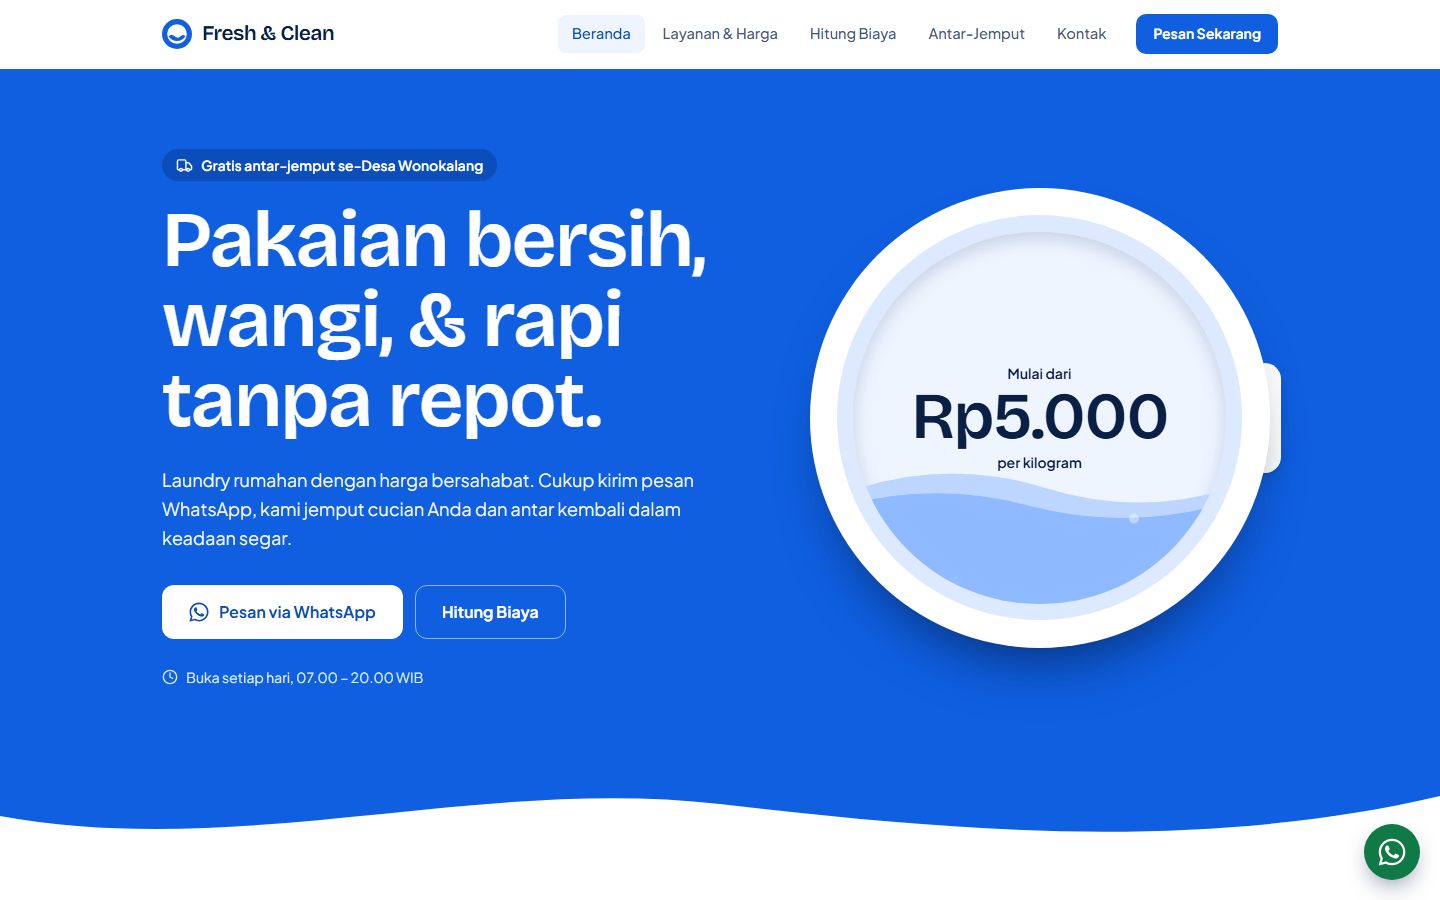 Fresh & Clean
Beranda
Layanan & Harga
Hitung Biaya
Antar-Jemput
Kontak
Pesan Sekarang
Gratis antar-jemput se-Desa Wonokalang
Pakaian bersih,
wangi, & rapi
tanpa repot.
Laundry rumahan dengan harga bersahabat. Cukup kirim pesan
WhatsApp, kami jemput cucian Anda dan antar kembali dalam
keadaan segar.
Pesan via WhatsApp
Hitung Biaya
Buka setiap hari, 07.00 – 20.00 WIB
Mulai dari
Rp5.000
per kilogram